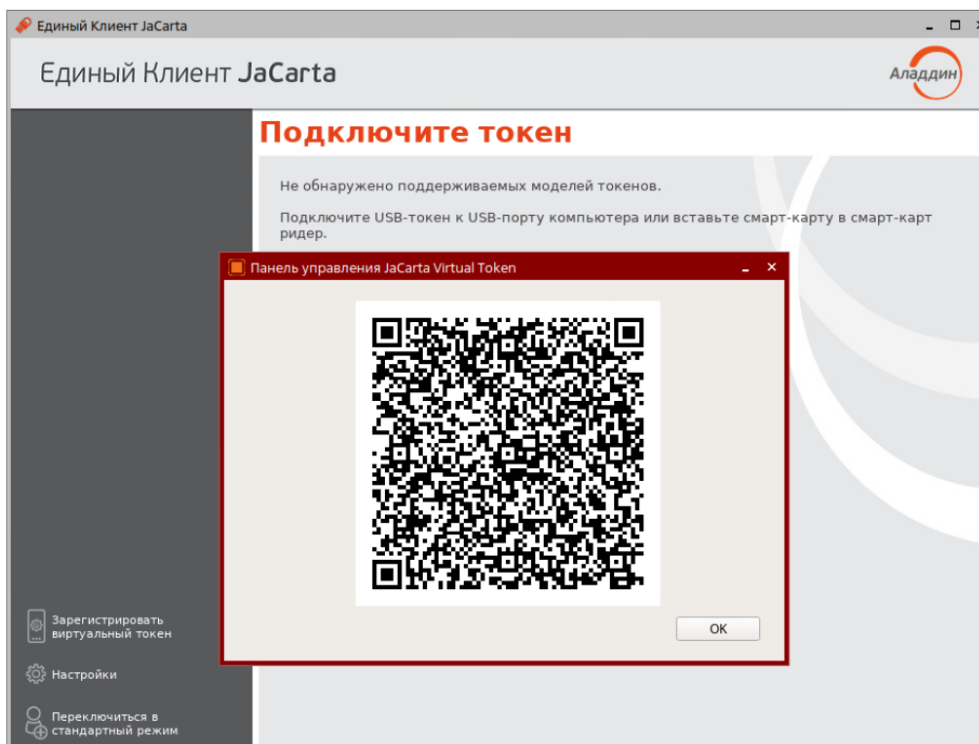 Единый Клиент JaCarta
Единый Клиент JaCarta
Аладдин
Подключите токен
Не обнаружено поддерживаемых моделей токенов.
Подключите USB-токен к USB-порту компьютера или вставьте смарт-карту в смарт-карт
ридер.
Панель управления JaCarta Virtual Token
OK
Зарегистрировать
виртуальный токен
Настройки
Переключиться в
стандартный режим